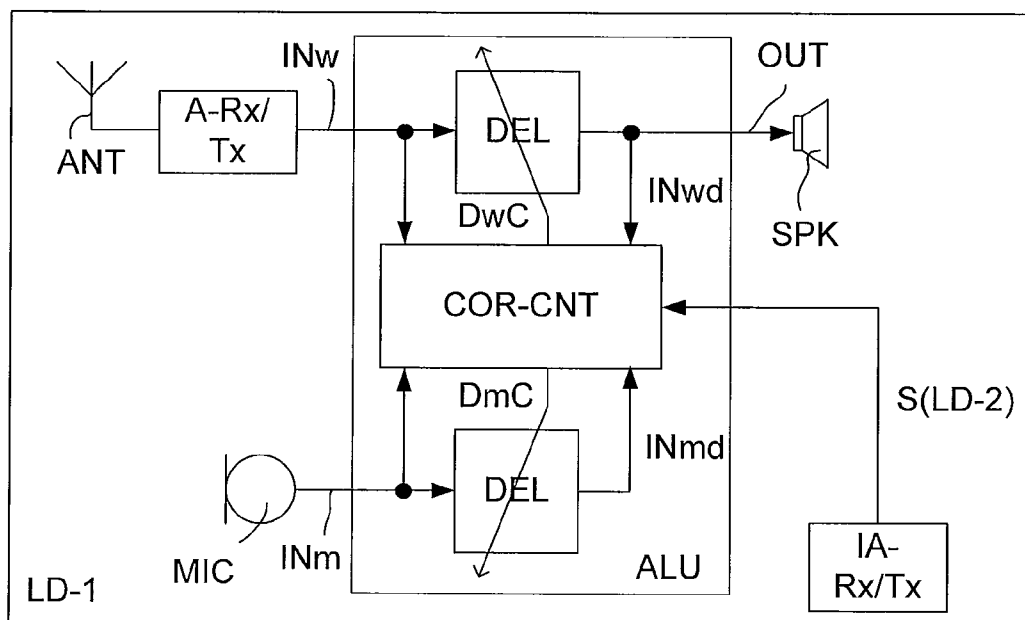 INw
OUT
A-Rx/
Tx
DEL
ANT
DwC
INwd
SPK
COR-CNT
DmC
S(LD-2)
INmd
DEL
MIC
INm
ALU
IA-
Rx/Tx
LD-1